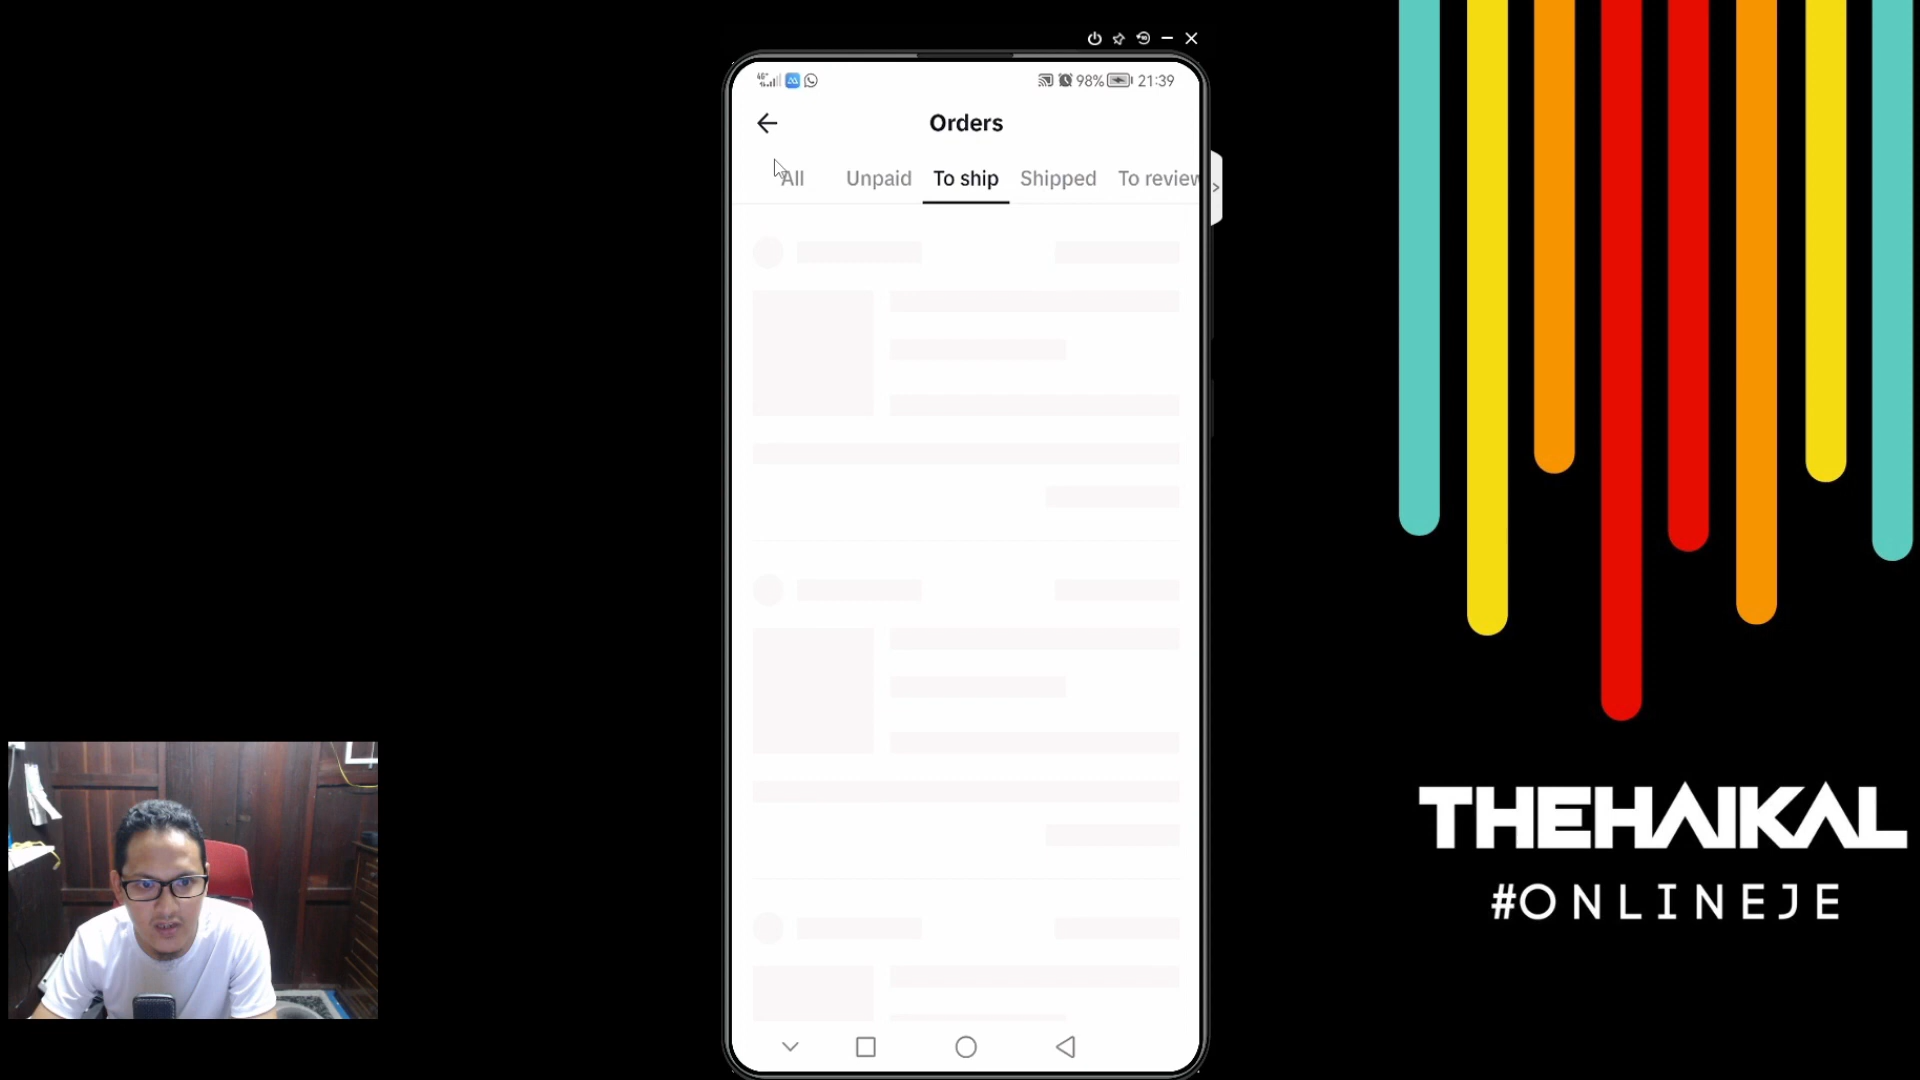 98% 21:39
Orders
All Unpaid To ship Shipped To review
THEHAIKAL
#ONLINEJE